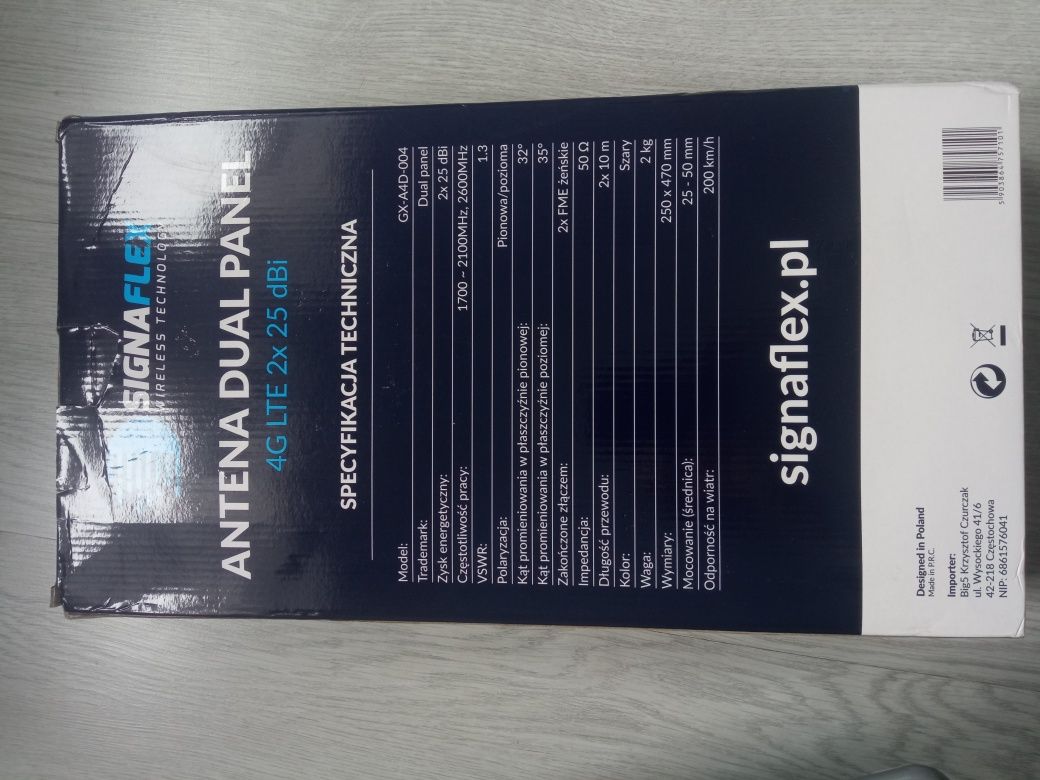 SIGNAFLEX
WIRELESS TECHNOLOGY
ANTENA DUAL PANEL
4G LTE 2x 25 dBi
SPECYFIKACJA TECHNICZNA
Model: GX-A4D-004
Trademark: Dual panel
Zysk energetyczny: 2x 25 dBi
Częstotliwość pracy: 1700 ~ 2100MHz, 2600MHz
VSWR: 1.3
Polaryzacja: Pionowa/pozioma
Kąt promieniowania w płaszczyźnie pionowej: 32°
Kąt promieniowania w płaszczyźnie poziomej: 35°
Zakończone złączem: 2x FME żeńskie
Impedancja: 50 Ω
Długość przewodu: 2x 10 m
Kolor: Szary
Waga: 2 kg
Wymiary: 250 x 470 mm
Mocowanie (średnica): 25 - 50 mm
Odporność na wiatr: 200 km/h
signaflex.pl
Designed in Poland
Made in P.R.C.
Importer:
Big5 Krzysztof Czurczak
ul. Wysockiego 41/6
42-218 Częstochowa
NIP: 6861576041
5903864757101